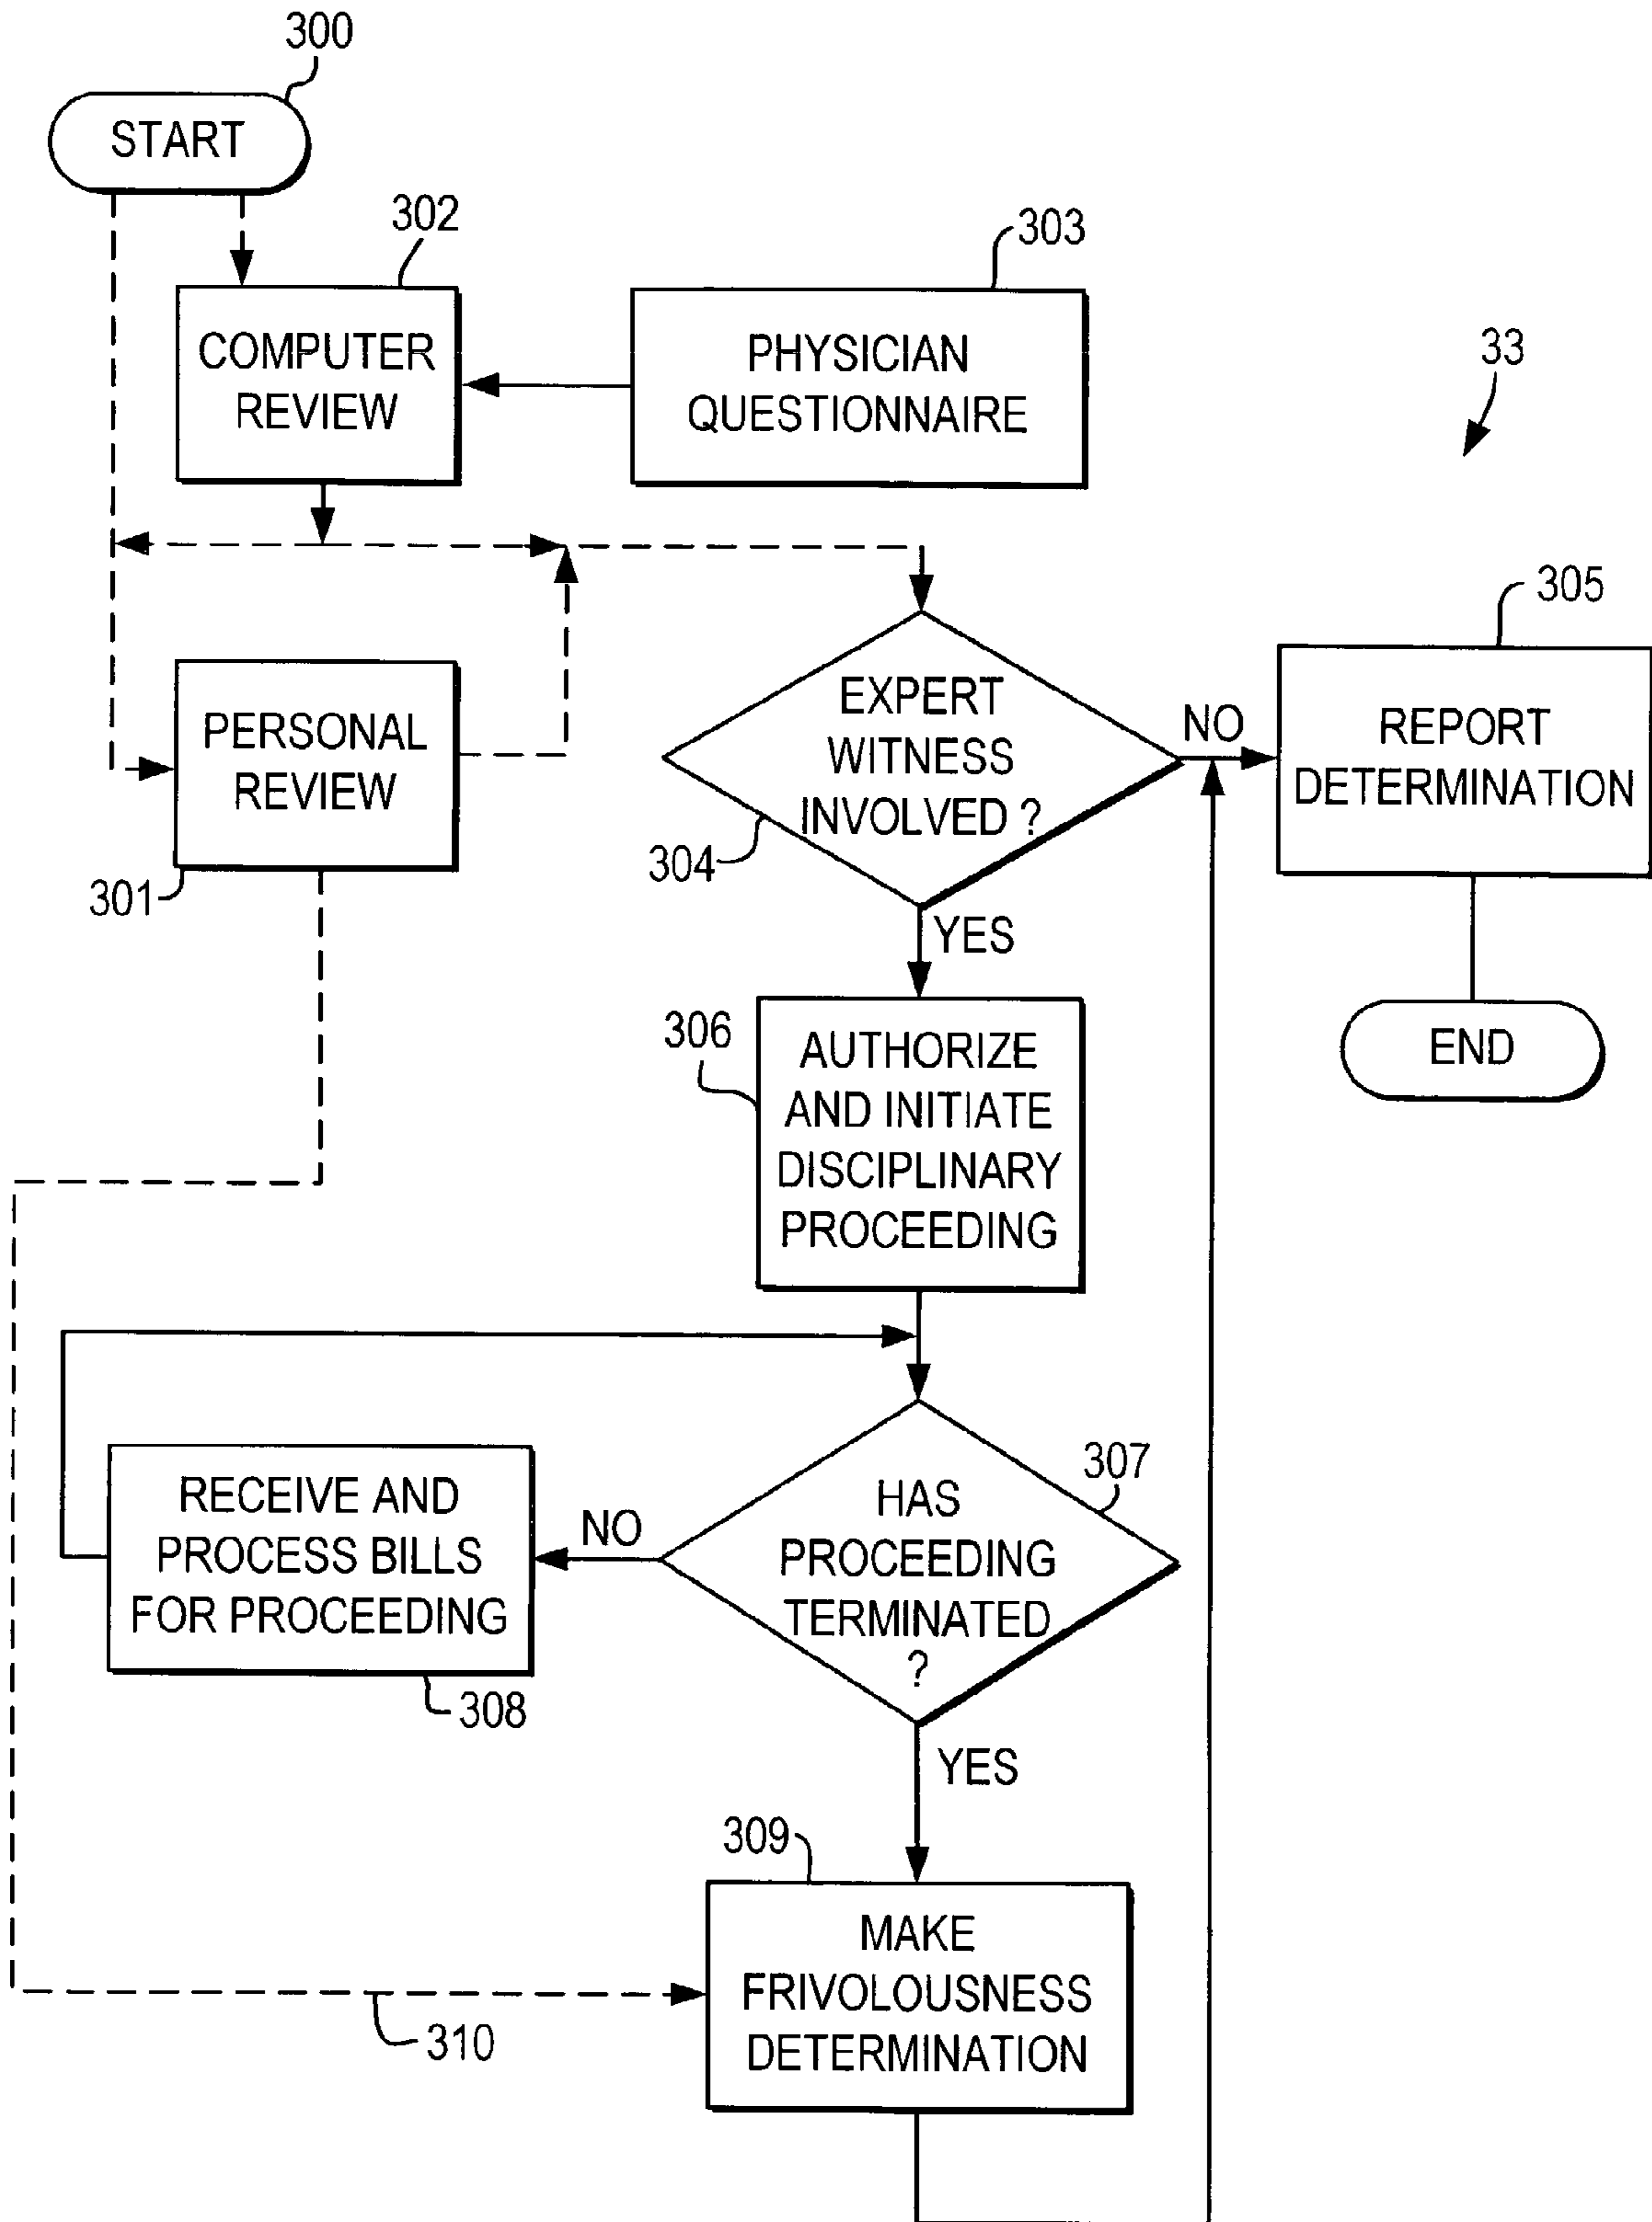 300
START
302
303
COMPUTER
REVIEW
PHYSICIAN
QUESTIONNAIRE
33
305
PERSONAL
REVIEW
301
EXPERT
WITNESS
INVOLVED ?
304
NO
REPORT
DETERMINATION
YES
END
306
AUTHORIZE
AND INITIATE
DISCIPLINARY
PROCEEDING
307
HAS
PROCEEDING
TERMINATED
?
NO
RECEIVE AND
PROCESS BILLS
FOR PROCEEDING
308
YES
309
MAKE
FRIVOLOUSNESS
DETERMINATION
310